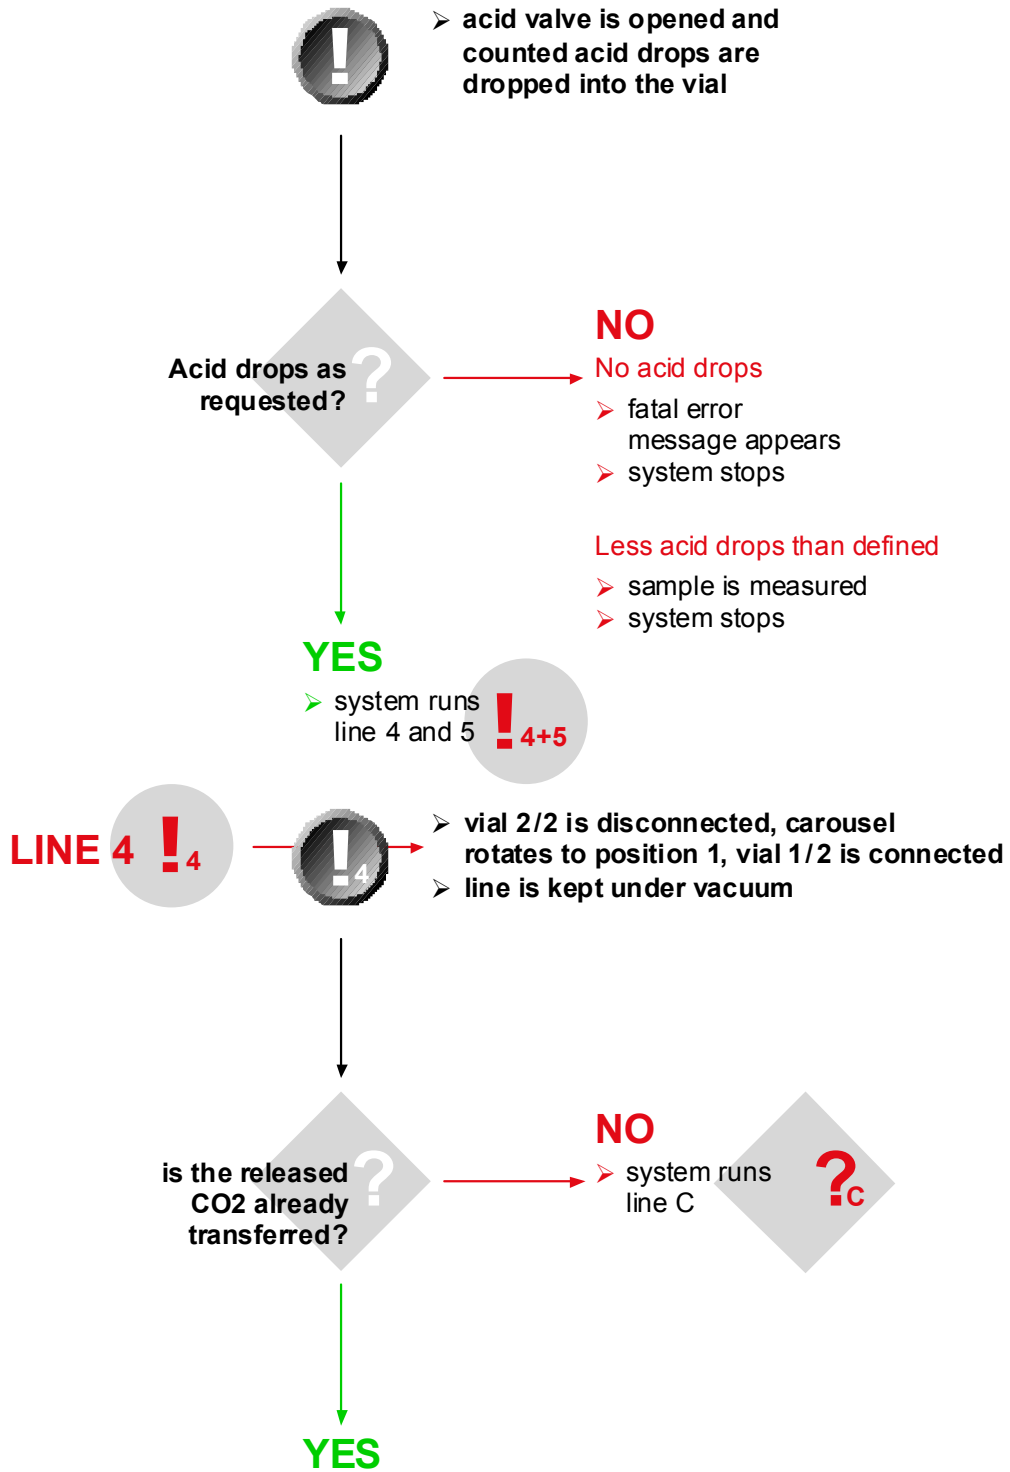 !
➢ acid valve is opened and
counted acid drops are
dropped into the vial
Acid drops as
requested?
?
NO
No acid drops
➢ fatal error
message appears
➢ system stops
Less acid drops than defined
➢ sample is measured
➢ system stops
YES
➢ system runs
line 4 and 5
! 4+5
LINE 4
! 4
! 4
➢ vial 2/2 is disconnected, carousel
rotates to position 1, vial 1/2 is connected
➢ line is kept under vacuum
is the released
CO2 already
transferred?
?
NO
➢ system runs
line C
? C
YES